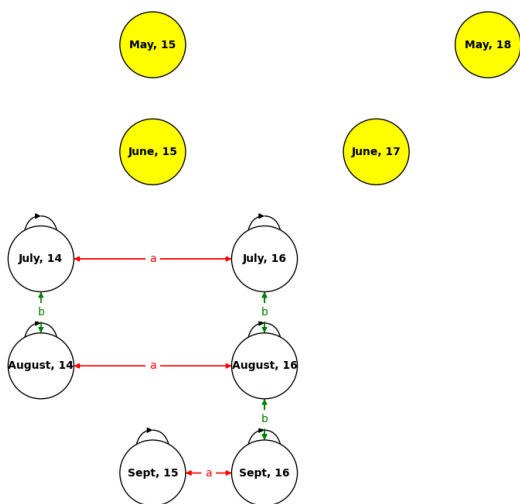 May, 15
May, 18
June, 15
June, 17
July, 14
a
July, 16
b
b
August, 14
a
August, 16
b
Sept, 15
a
Sept, 16